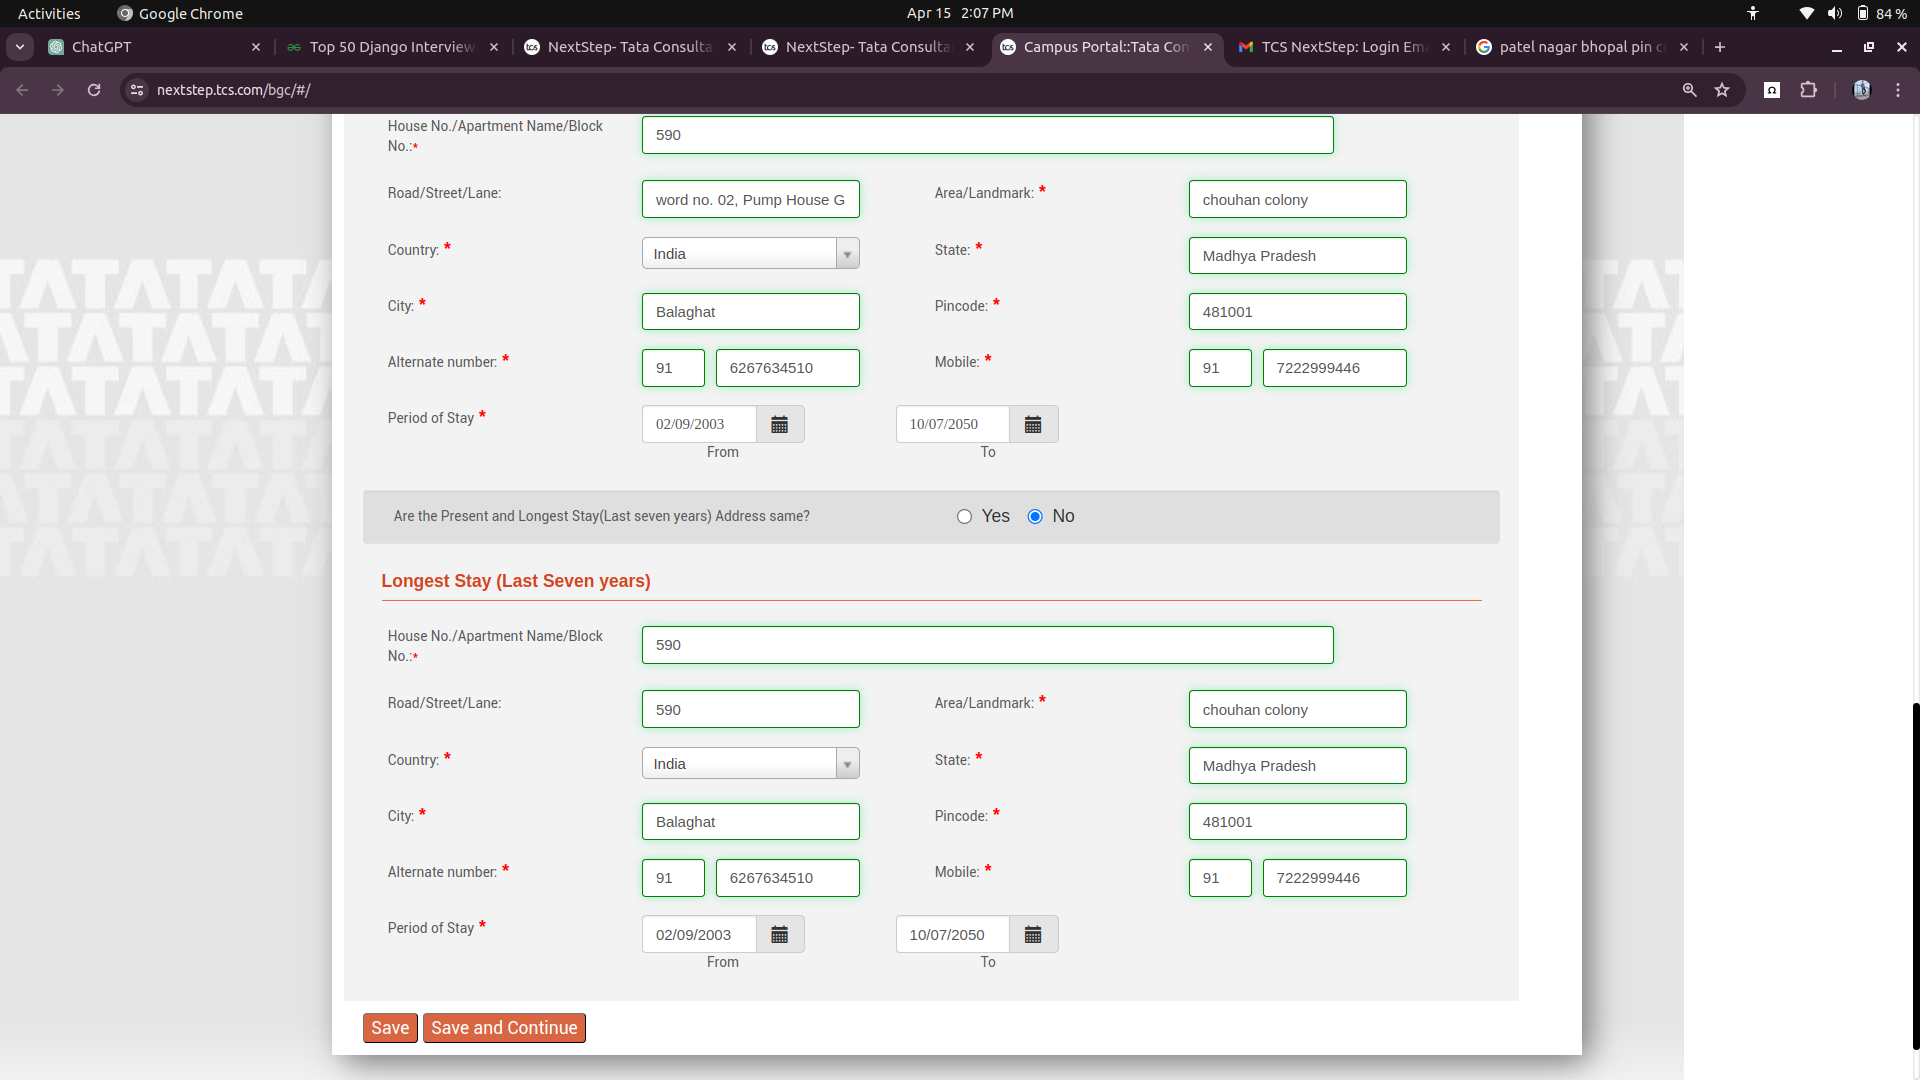 Activities
Google Chrome
Apr 15 2:07 PM
84 %
ChatGPT
Top 50 Django Interview
NextStep- Tata Consulta
NextStep- Tata Consulta
Campus Portal::Tata Con
TCS NextStep: Login Ema
patel nagar bhopal pin co
nextstep.tcs.com/bgc/#/
House No./Apartment Name/Block No.:*
590
Road/Street/Lane:
word no. 02, Pump House G
Area/Landmark: *
chouhan colony
Country: *
India
State: *
Madhya Pradesh
City: *
Balaghat
Pincode: *
481001
Alternate number: *
91
6267634510
Mobile: *
91
7222999446
Period of Stay *
02/09/2003
10/07/2050
From
To
Are the Present and Longest Stay(Last seven years) Address same?
Yes
No
Longest Stay (Last Seven years)
House No./Apartment Name/Block No.:*
590
Road/Street/Lane:
590
Area/Landmark: *
chouhan colony
Country: *
India
State: *
Madhya Pradesh
City: *
Balaghat
Pincode: *
481001
Alternate number: *
91
6267634510
Mobile: *
91
7222999446
Period of Stay *
02/09/2003
10/07/2050
From
To
Save
Save and Continue